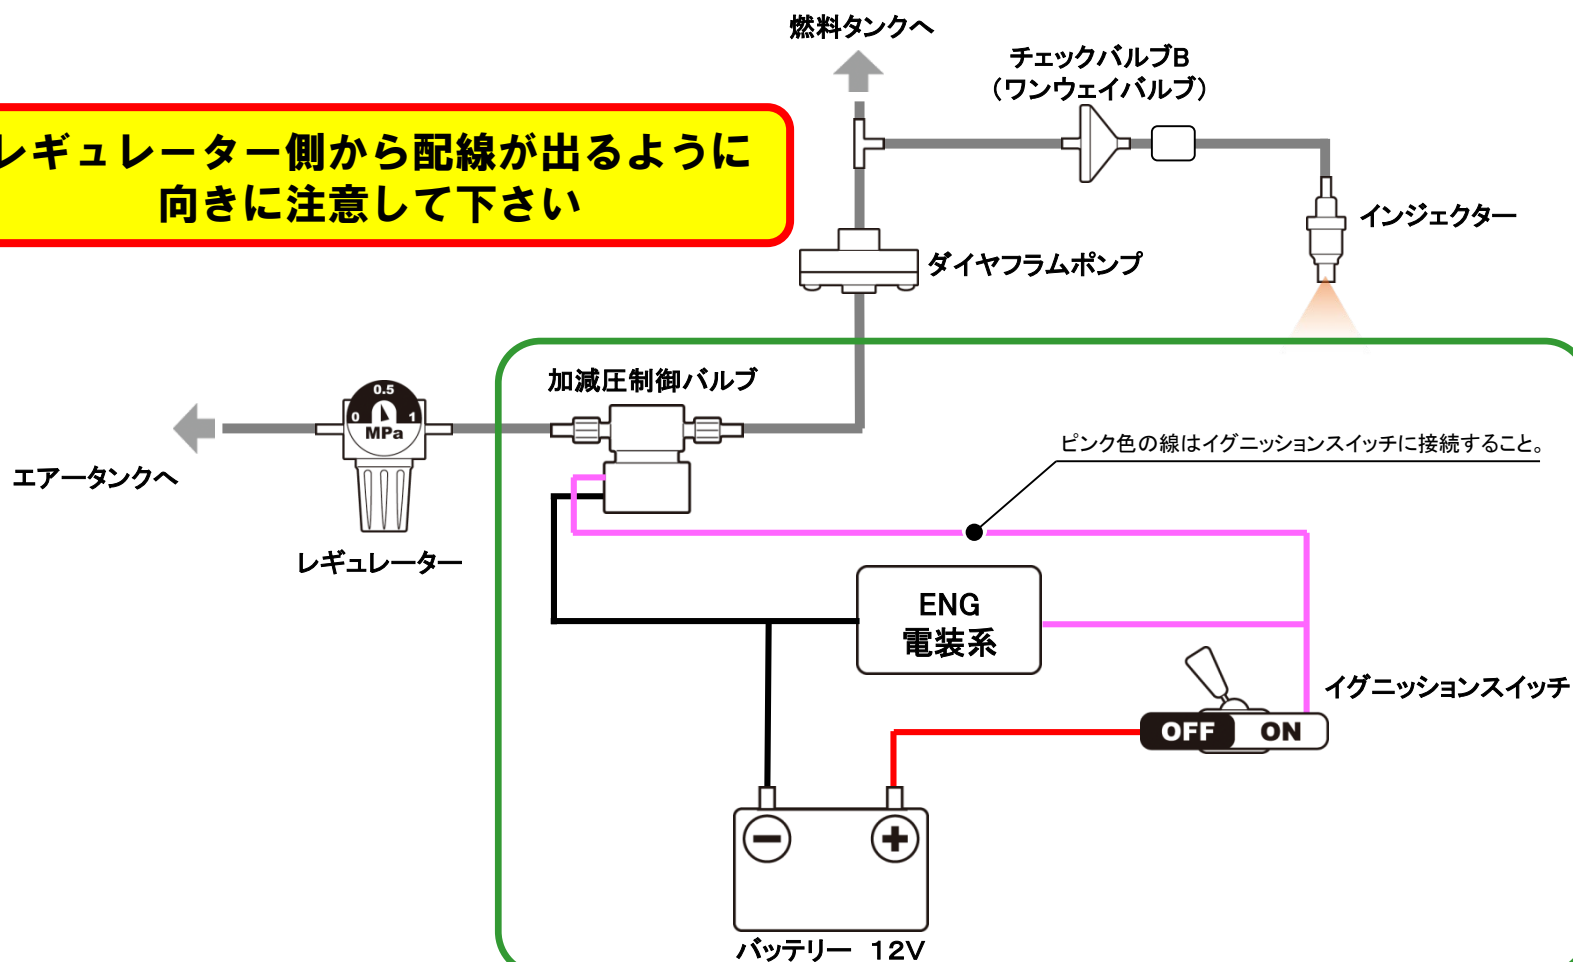 燃料タンクへ
チェックバルブB
（ワンウェイバルブ）
レギュレーター側から配線が出るように
向きに注意して下さい
インジェクター
ダイヤフラムポンプ
加減圧制御バルブ
0.5
0 1
MPa
エアータンクへ
レギュレーター
ピンク色の線はイグニッションスイッチに接続すること。
ENG
電装系
イグニッションスイッチ
OFF ON
− +
バッテリー　12V